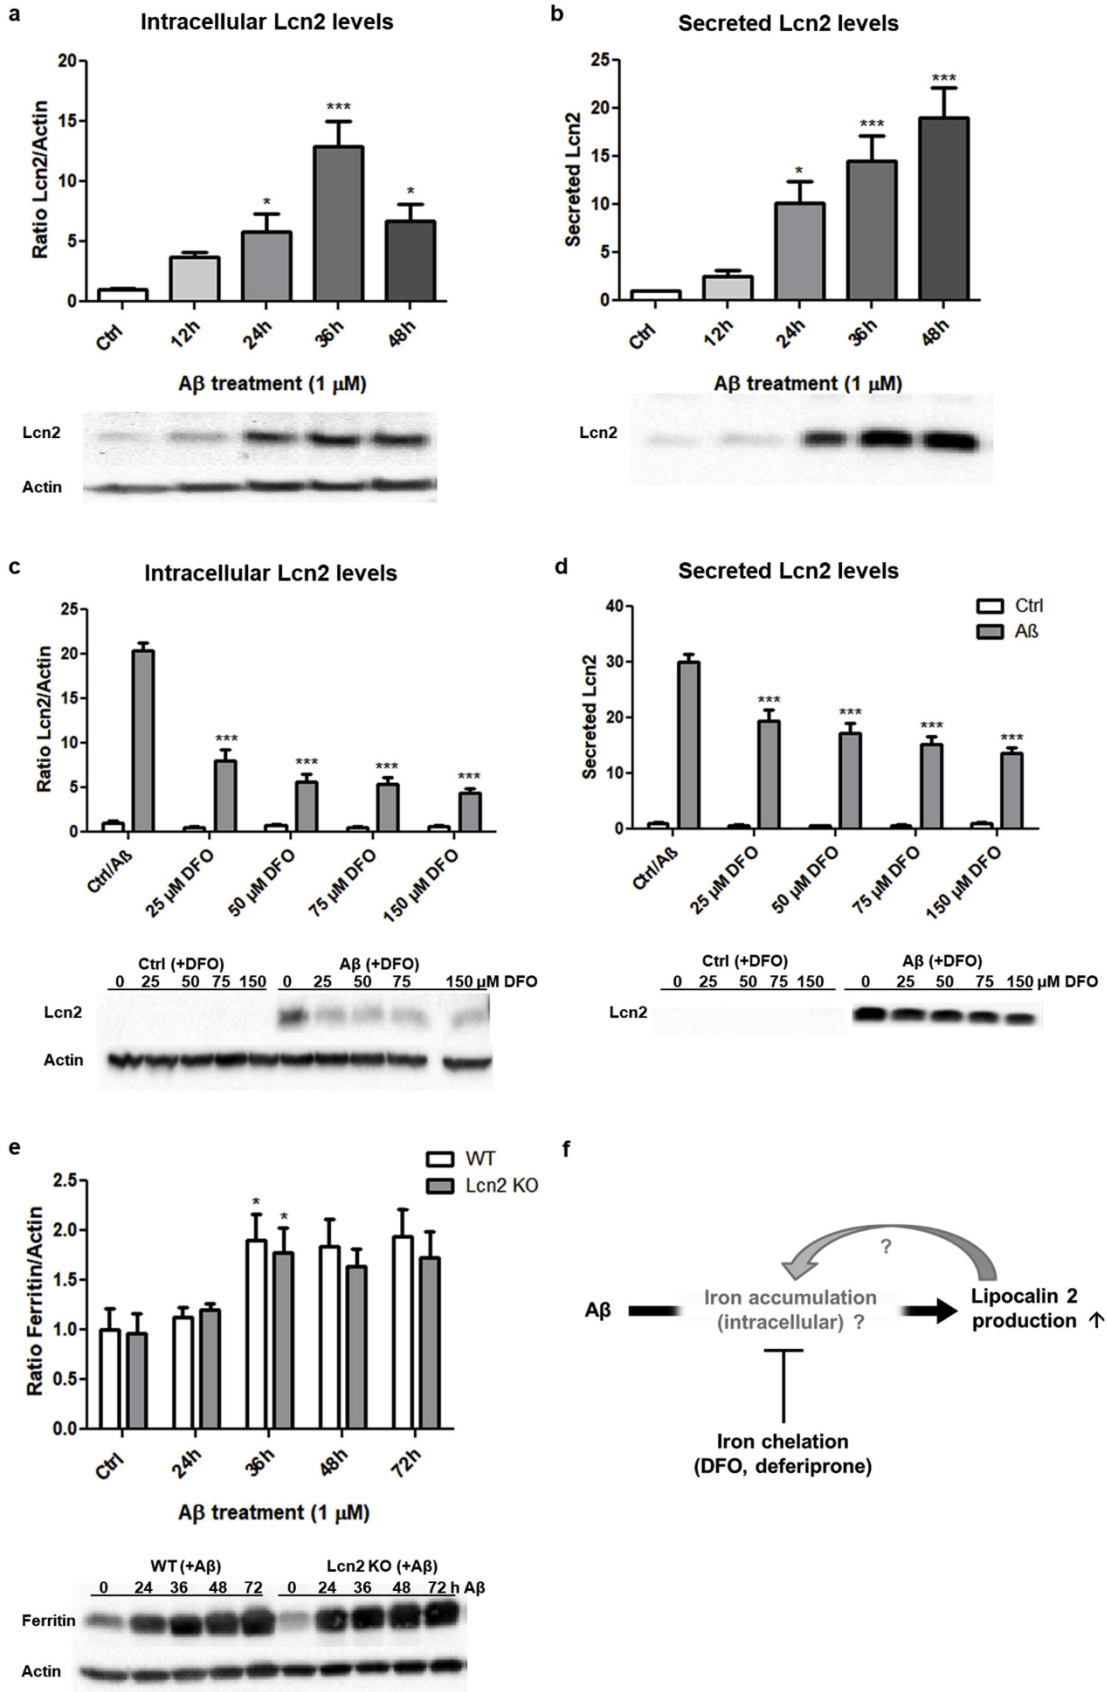 a
Intracellular Lcn2 levels
Ratio Lcn2/Actin
20
15
10
5
0
*
***
*
Ctrl
12h
24h
36h
48h
Aβ treatment (1 µM)
Lcn2
Actin
b
Secreted Lcn2 levels
Secreted Lcn2
25
20
15
10
5
0
*
***
***
Ctrl
12h
24h
36h
48h
Aβ treatment (1 µM)
Lcn2
c
Intracellular Lcn2 levels
Ratio Lcn2/Actin
25
20
15
10
5
0
***
***
***
***
Ctrl/Aß
25 µM DFO
50 µM DFO
75 µM DFO
150 µM DFO
Ctrl (+DFO)
Aβ (+DFO)
0 25 50 75 150 0 25 50 75 150 µM DFO
Lcn2
Actin
d
Secreted Lcn2 levels
Ctrl
Aß
Secreted Lcn2
40
30
20
10
0
***
***
***
***
Ctrl/Aß
25 µM DFO
50 µM DFO
75 µM DFO
150 µM DFO
Ctrl (+DFO)
Aβ (+DFO)
0 25 50 75 150 0 25 50 75 150 µM DFO
Lcn2
e
WT
Lcn2 KO
Ratio Ferritin/Actin
2.5
2.0
1.5
1.0
0.5
0.0
*
*
Ctrl
24h
36h
48h
72h
Aβ treatment (1 µM)
WT (+Aβ)
Lcn2 KO (+Aβ)
0 24 36 48 72 0 24 36 48 72 h Aβ
Ferritin
Actin
f
?
Aβ
Iron accumulation
(intracellular) ?
Lipocalin 2
production ↑
Iron chelation
(DFO, deferiprone)